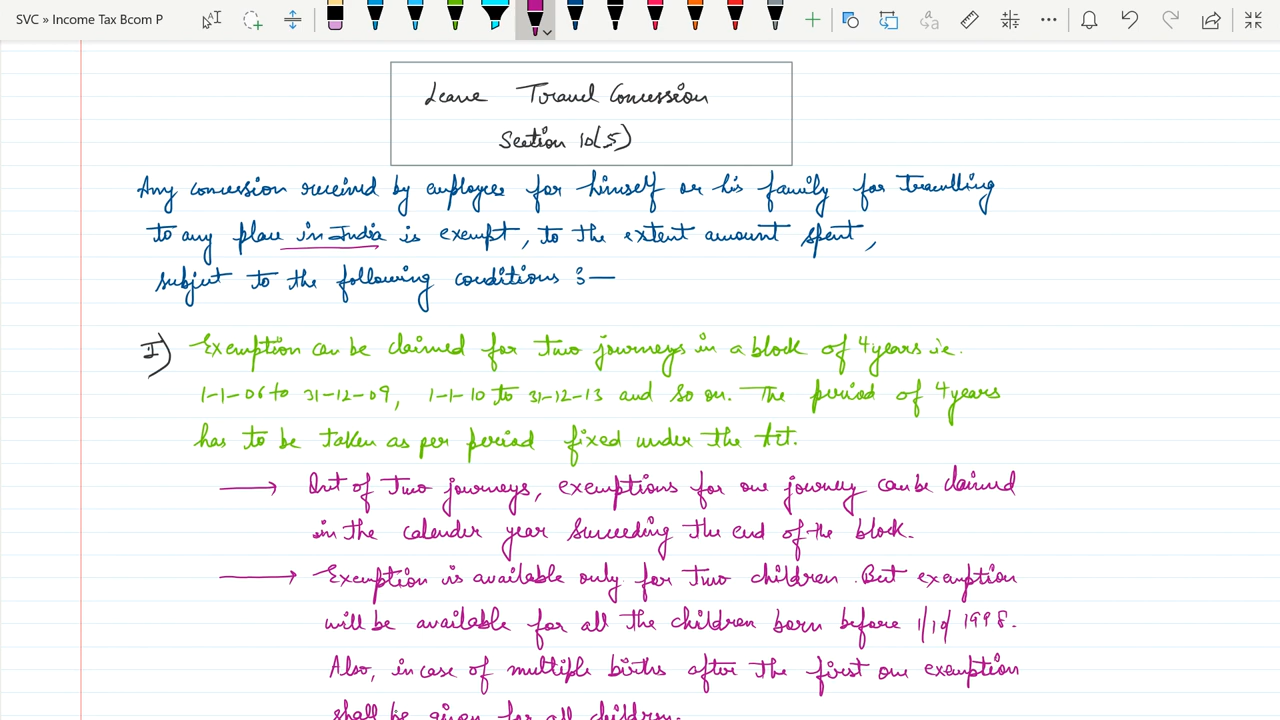 SVC » Income Tax Bcom P
Leave Travel Concession
Section 10(5)
Any concession received by employee for himself or his family for travelling
to any place in India is exempt, to the extent amount spent,
subject to the following conditions :—
I) Exemption can be claimed for two journeys in a block of 4 years ie.
1-1-06 to 31-12-09, 1-1-10 to 31-12-13 and so on. The period of 4 years
has to be taken as per period fixed under the Act.
→ Out of two journeys, exemptions for one journey can be claimed
in the calender year succeeding the end of the block.
→ Exemption is available only for two children. But exemption
will be available for all the children born before 1/10/1998.
Also, in case of multiple births after the first one exemption
shall be given for all children.